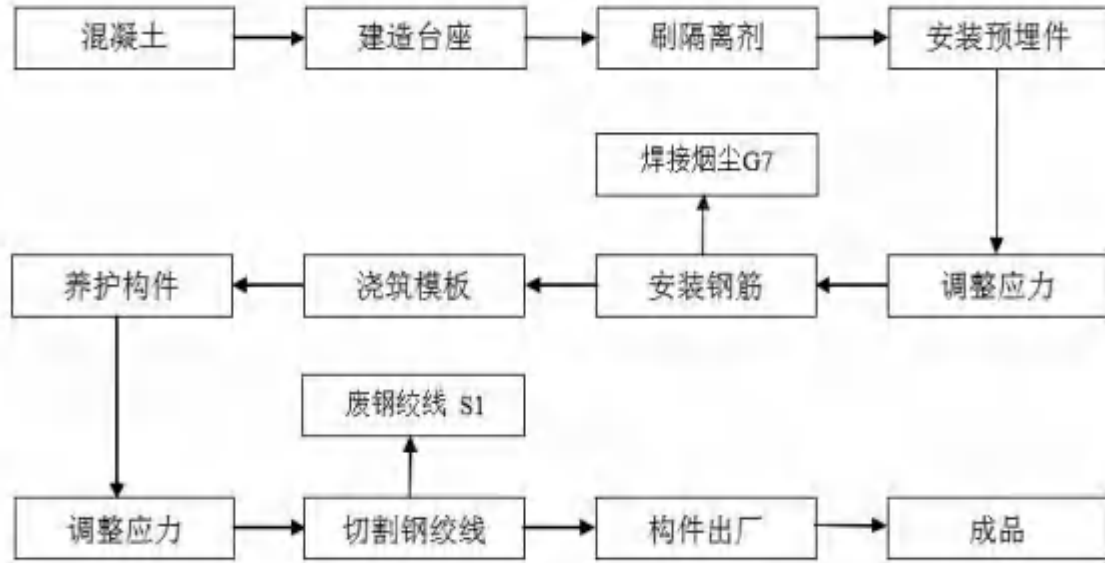 混凝土
建造台座
刷隔离剂
安装预埋件
焊接烟尘G7
养护构件
浇筑模板
安装钢筋
调整应力
废钢绞线 S1
调整应力
切割钢绞线
构件出厂
成品